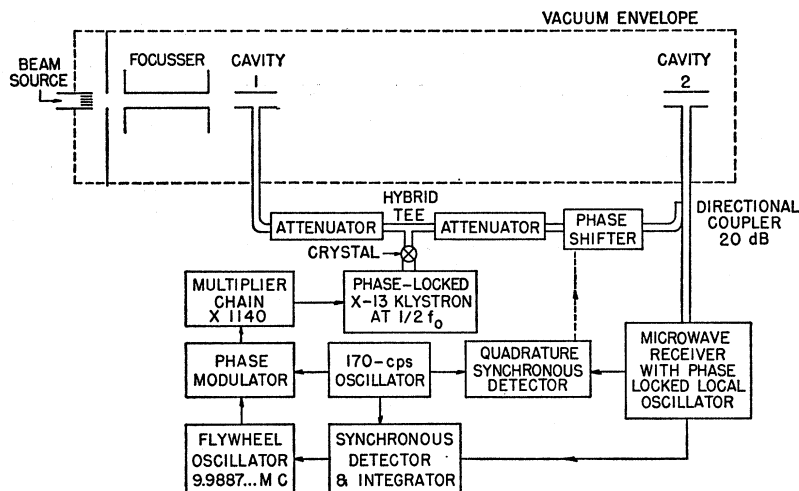 VACUUM ENVELOPE
BEAM
SOURCE
FOCUSSER
CAVITY
1
CAVITY
2
HYBRID
TEE
DIRECTIONAL
COUPLER
20 dB
ATTENUATOR
ATTENUATOR
PHASE
SHIFTER
CRYSTAL
MULTIPLIER
CHAIN
X 1140
PHASE-LOCKED
X-13 KLYSTRON
AT 1/2 fo
PHASE
MODULATOR
170-cps
OSCILLATOR
QUADRATURE
SYNCHRONOUS
DETECTOR
MICROWAVE
RECEIVER
WITH PHASE
LOCKED LOCAL
OSCILLATOR
FLYWHEEL
OSCILLATOR
9.9887...MC
SYNCHRONOUS
DETECTOR
& INTEGRATOR